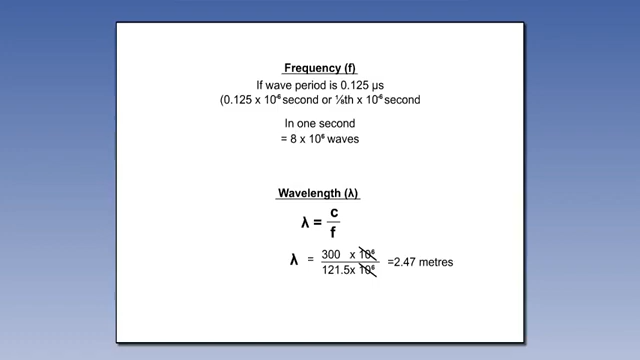 Frequency (f)
If wave period is 0.125 µs
(0.125 x 10⁻⁶ second or ⅛th x 10⁻⁶ second
In one second
= 8 x 10⁶ waves
Wavelength (λ)
λ = c
f
λ = 300 x 10⁶
121.5x 10⁶ =2.47 metres